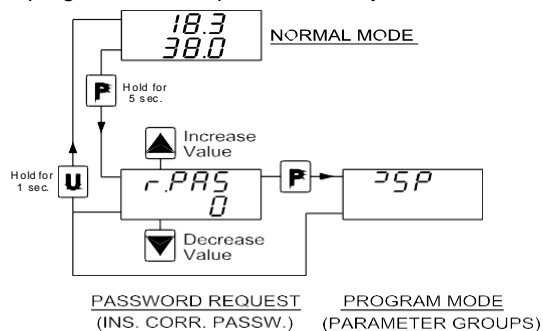 18.3
38.0
NORMAL MODE
P
Hold for
5 sec.
Increase
Value
Hold for
1 sec.
U
r.PAS
0
P
SP
Decrease
Value
PASSWORD REQUEST
(INS. CORR. PASSW.)
PROGRAM MODE
(PARAMETER GROUPS)